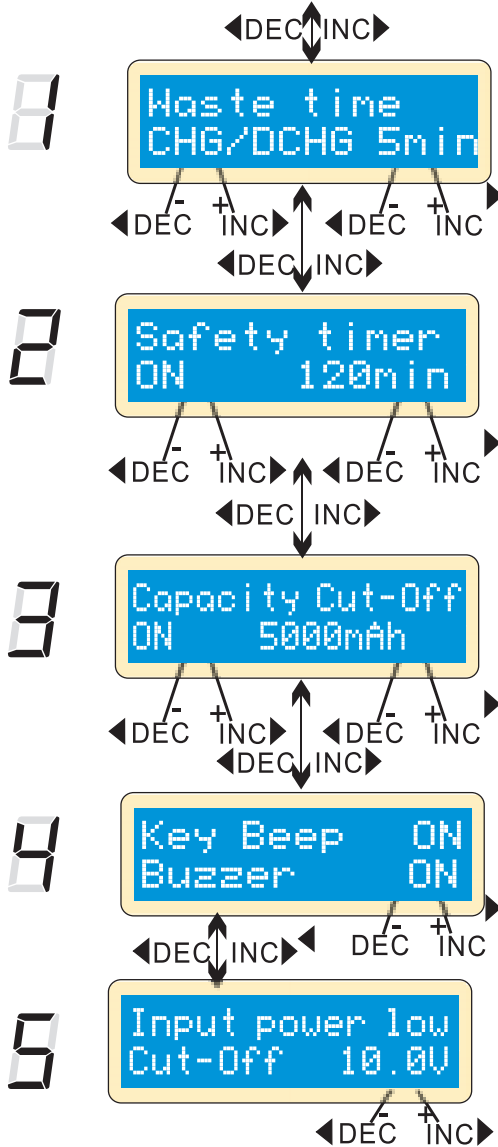 ◀DEC INC▶
1
Waste time
CHG/DCHG 5min
- + - +
◀DEC INC▶ ◀DEC INC▶
◀DEC INC▶
2
Safety timer
ON 120min
- + - +
◀DEC INC▶ ◀DEC INC▶
◀DEC INC▶
3
Capacity Cut-Off
ON 5000mAh
- + - +
◀DEC INC▶ ◀DEC INC▶
◀DEC INC▶
4
Key Beep ON
Buzzer ON
- +
◀DEC INC▶ ◀ DEC INC▶
5
Input power low
Cut-Off 10.0V
- +
◀DEC INC▶